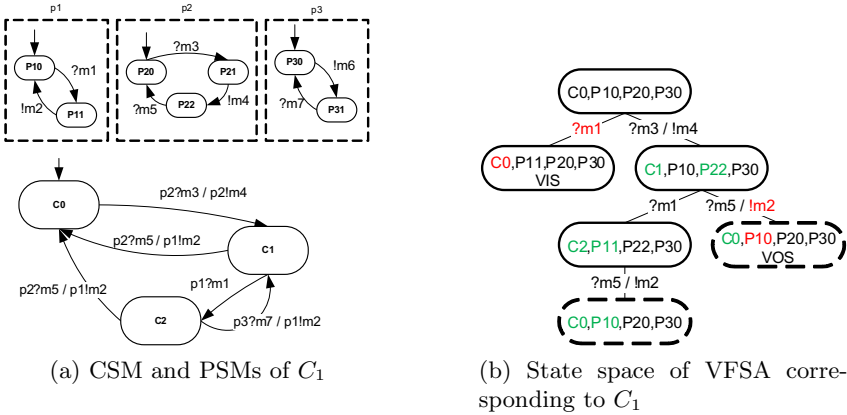 p1
p2
p3
P10
?m1
!m2
P11
?m3
P20
P21
?m5
P22
!m4
P30
!m6
?m7
P31
C0
p2?m3 / p2!m4
p2?m5 / p1!m2
C1
p1?m1
p2?m5 / p1!m2
C2
p3?m7 / p1!m2
(a) CSM and PSMs of C1
C0,P10,P20,P30
?m1
?m3 / !m4
C0,P11,P20,P30
VIS
C1,P10,P22,P30
?m1
?m5 / !m2
C2,P11,P22,P30
C0,P10,P20,P30
VOS
?m5 / !m2
C0,P10,P20,P30
(b) State space of VFSA corre-
sponding to C1